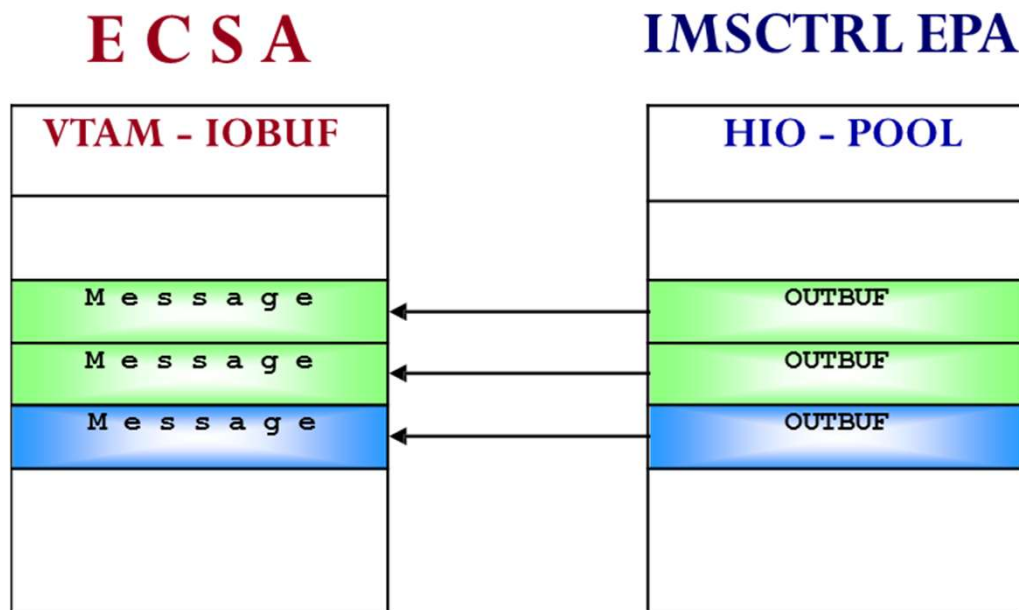 E C S A
IMSCTRL EPA
VTAM - IOBUF
HIO - POOL
M e s s a g e
OUTBUF
M e s s a g e
OUTBUF
M e s s a g e
OUTBUF